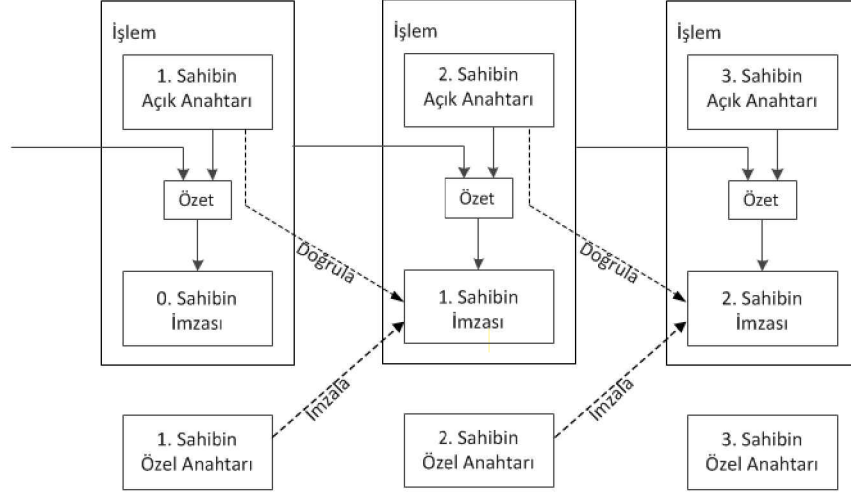 İşlem
1. Sahibin
Açık Anahtarı
Özet
0. Sahibin
İmzası
1. Sahibin
Özel Anahtarı
İşlem
2. Sahibin
Açık Anahtarı
Özet
Doğrula
1. Sahibin
İmzası
İmzala
2. Sahibin
Özel Anahtarı
İşlem
3. Sahibin
Açık Anahtarı
Özet
Doğrula
2. Sahibin
İmzası
İmzala
3. Sahibin
Özel Anahtarı